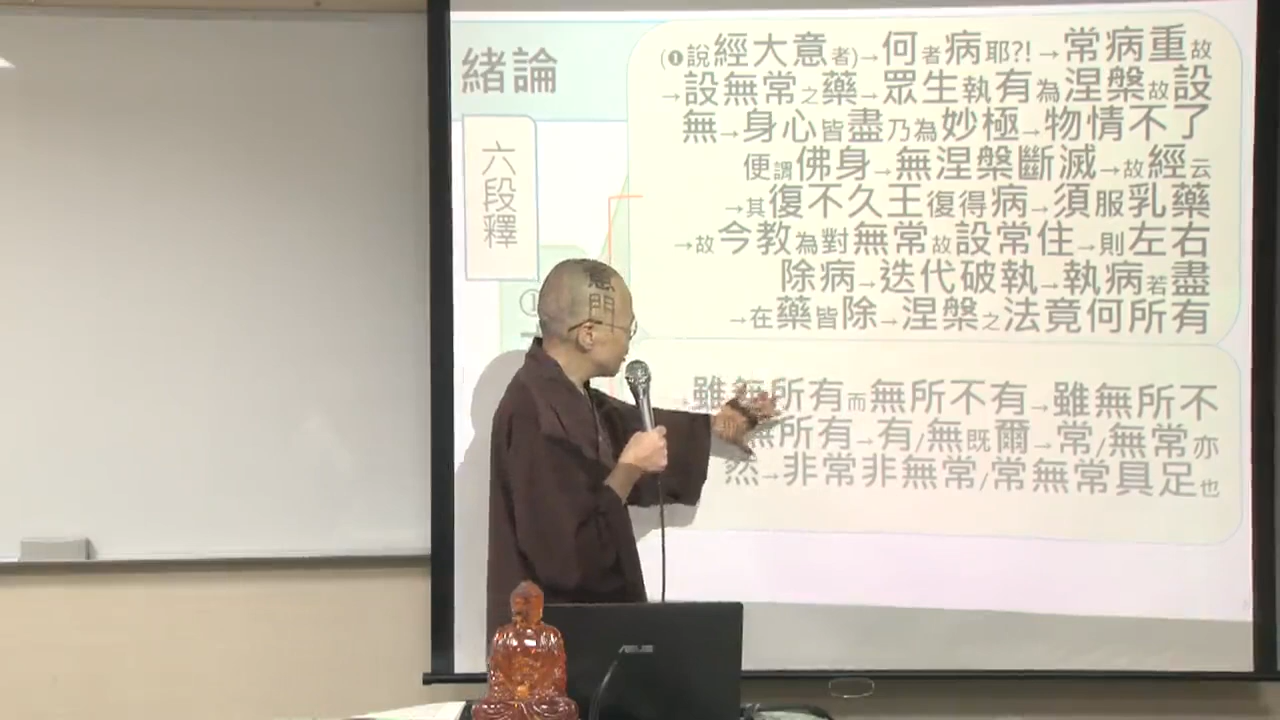 緒論
六段釋
(❶說經大意者)→何者病耶?!→常病重故
→設無常之藥→眾生執有為涅槃故設
無→身心皆盡乃為妙極→物情不了
便謂佛身→無涅槃斷滅→故經云
→其復不久王復得病→須服乳藥
→故今教為對無常故設常住→則左右
除病→迭代破執→執病若盡
→在藥皆除→涅槃之法竟何所有
雖無所有而無所不有→雖無所不
無所有→有/無既爾→常/無常亦
然→非常非無常/常無常具足也
ASUS